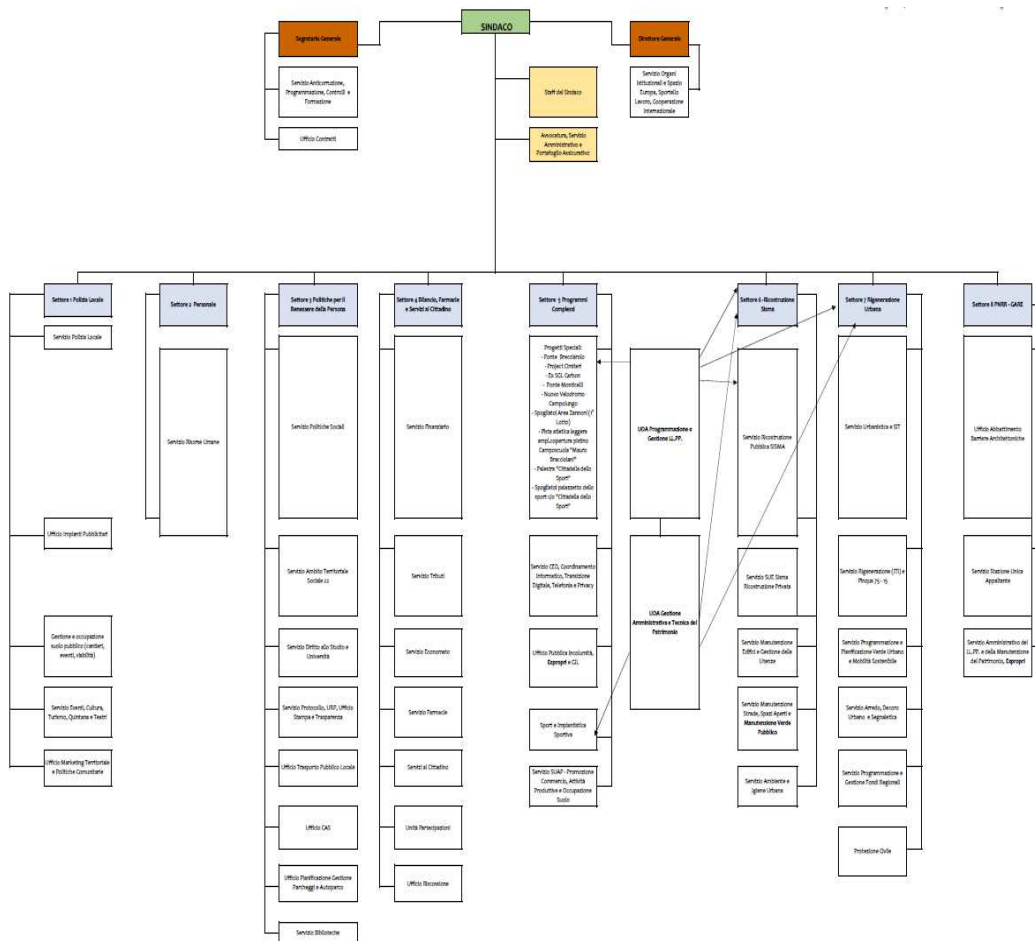 SINDACO
Segretario Generale
Direttore Generale
Servizio Anticorruzione,
Programmazione, Controlli e
Formazione
Ufficio Contratti
Staff del Sindaco
Avvocatura, Servizio
Amministrativo e
Portafoglio Assicurativo
Servizio Organi
Istituzionali e Spazio
Europa, Sportello
Lavoro, Cooperazione
Internazionale
Settore 1 Polizia Locale
Servizio Polizia Locale
Ufficio Impianti Pubblicitari
Gestione e occupazione
suolo pubblico (cantieri,
eventi, viabilità)
Servizio Eventi, Cultura,
Turismo, Quintana e Teatri
Ufficio Marketing Territoriale
e Politiche Comunitarie
Settore 2 Personale
Servizio Risorse Umane
Settore 3 Politiche per il
Benessere della Persona
Servizio Politiche Sociali
Servizio Ambito Territoriale
Sociale 22
Servizio Diritto allo Studio e
Università
Servizio Protocollo, URP, Ufficio
Stampa e Trasparenza
Ufficio Trasporto Pubblico Locale
Ufficio CAS
Ufficio Pianificazione Gestione
Parcheggi e Autoparco
Servizio Biblioteche
Settore 4 Bilancio, Farmacie
e Servizi al Cittadino
Servizio Finanziario
Servizio Tributi
Servizio Economato
Servizio Farmacie
Servizi al Cittadino
Unità Partecipazioni
Ufficio Riscossione
Settore 5 Programmi
Complessi
Progetti Speciali:
- Ponte Brecciarolo
- Project Cimiteri
- Ex SGL Carbon
- Ponte Monticelli
- Nuovo Velodromo
Campolungo
- Spogliatoi Area Zannoni (1°
Lotto)
- Pista atletica leggera
ampl.copertura pistino
Camposcuola "Mauro
Bracciolani"
- Palestra "Cittadella dello
Sport"
- Spogliatoi palazzetto dello
sport c/o "Cittadella dello
Sport"
Servizio CED, Coordinamento
Informatico, Transizione
Digitale, Telefonia e Privacy
Ufficio Pubblica Incolumità,
Espropri e GIL
Sport e Impiantistica
Sportiva
Servizio SUAP - Promozione
Commercio, Attività
Produttive e Occupazione
Suolo
UOA Programmazione e
Gestione LL.PP.
UOA Gestione
Amministrativa e Tecnica del
Patrimonio
Settore 6 -Ricostruzione
Sisma
Servizio Ricostruzione
Pubblica SISMA
Servizio SUE Sisma
Ricostruzione Privata
Servizio Manutenzione
Edifici e Gestione delle
Utenze
Servizio Manutenzione
Strade, Spazi Aperti e
Manutenzione Verde
Pubblico
Servizio Ambiente e
Igiene Urbana
Settore 7 Rigenerazione
Urbana
Servizio Urbanistica e SIT
Servizio Rigenerazione (ITI) e
Pinqua 75 - 15
Servizio Programmazione e
Pianificazione Verde Urbano
e Mobilità Sostenibile
Servizio Arredo, Decoro
Urbano e Segnaletica
Servizio Programmazione e
Gestione Fondi Regionali
Protezione Civile
Settore 8 PNRR - GARE
Ufficio Abbattimento
Barriere Architettoniche
Servizio Stazione Unica
Appaltante
Servizio Amministrativo dei
LL.PP. e della Manutenzione
del Patrimonio, Espropri